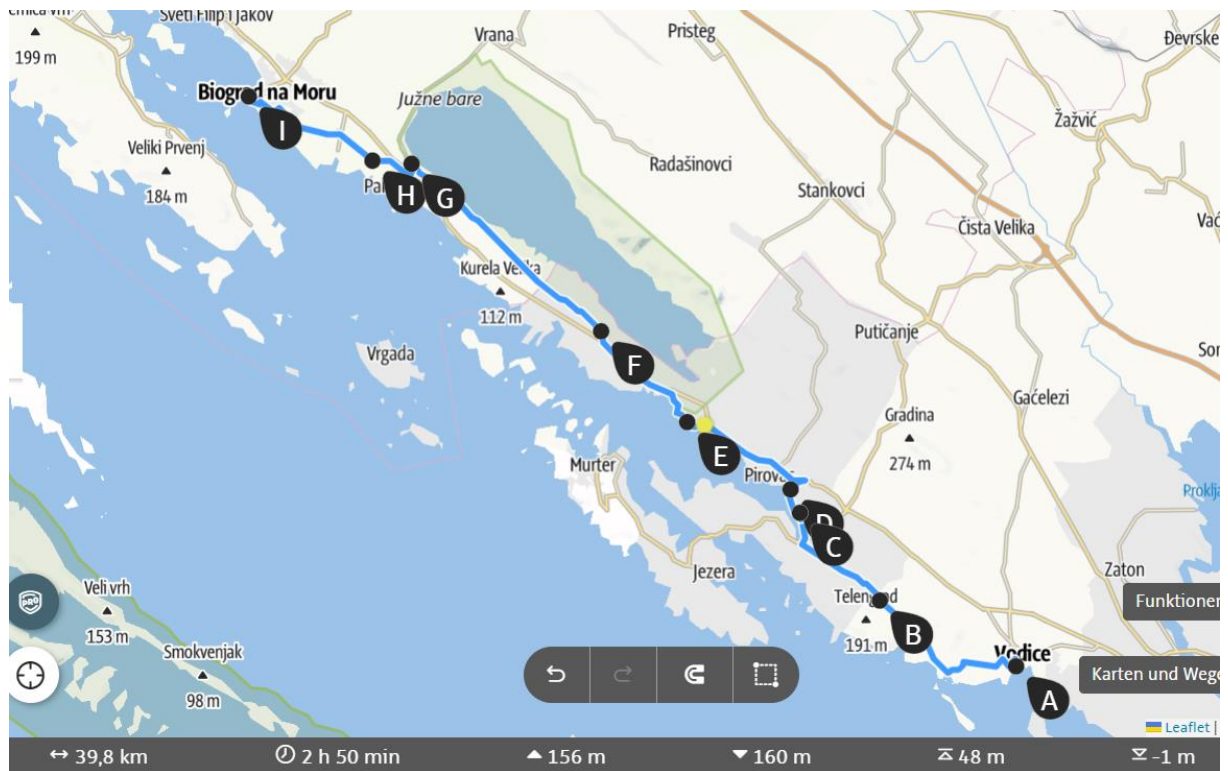 Sveti Filip i Jakov
199 m
Vrana
Pristeg
Đevrske
Biograd na Moru
Južne bare
Žažvić
I
Veliki Prvenj
184 m
Radašinovci
Stankovci
H
G
Čista Velika
Kurela Velika
112 m
Putičanje
Vrgada
F
Gaćelezi
Gradina
274 m
E
Murter
Pirovac
D
C
Jezera
Zaton
Veli vrh
153 m
PRO
Funktionen
B
191 m
Vodice
Smokvenjak
98 m
Karten und Wege
A
Leaflet |
39,8 km
2 h 50 min
156 m
160 m
48 m
-1 m